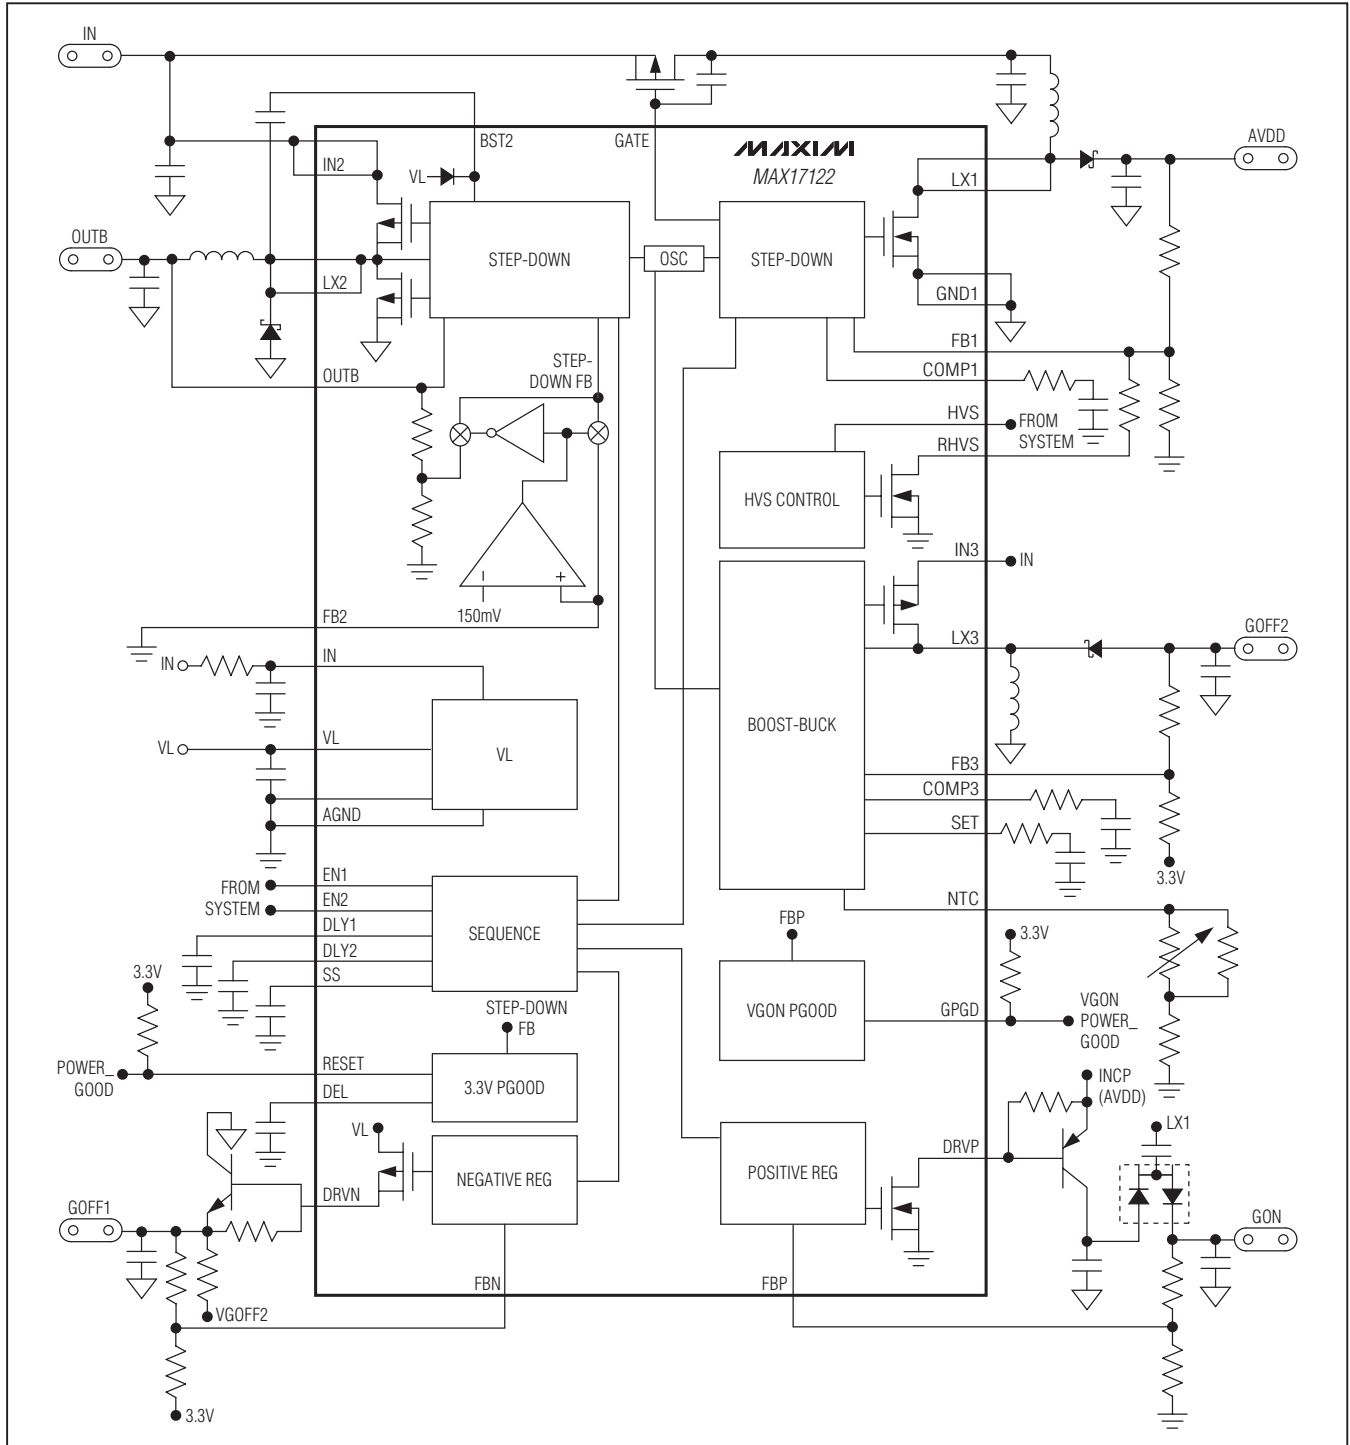 IN
BST2
GATE
MAXIM
MAX17122
AVDD
IN2
VL
LX1
OUTB
STEP-DOWN
OSC
STEP-DOWN
LX2
GND1
FB1
STEP-
DOWN FB
OUTB
COMP1
HVS
FROM
SYSTEM
RHVS
HVS CONTROL
IN3
IN
150mV
FB2
LX3
GOFF2
IN
IN
BOOST-BUCK
VL
VL
VL
FB3
COMP3
AGND
SET
3.3V
EN1
FROM
SYSTEM
EN2
NTC
DLY1
SEQUENCE
FBP
3.3V
DLY2
3.3V
SS
STEP-DOWN
FB
VGON PGOOD
GPGD
VGON
POWER_
GOOD
RESET
POWER_
GOOD
3.3V PGOOD
DEL
INCP
(AVDD)
LX1
VL
DRVP
NEGATIVE REG
POSITIVE REG
DRVN
GOFF1
GON
FBN
FBP
VGOFF2
3.3V